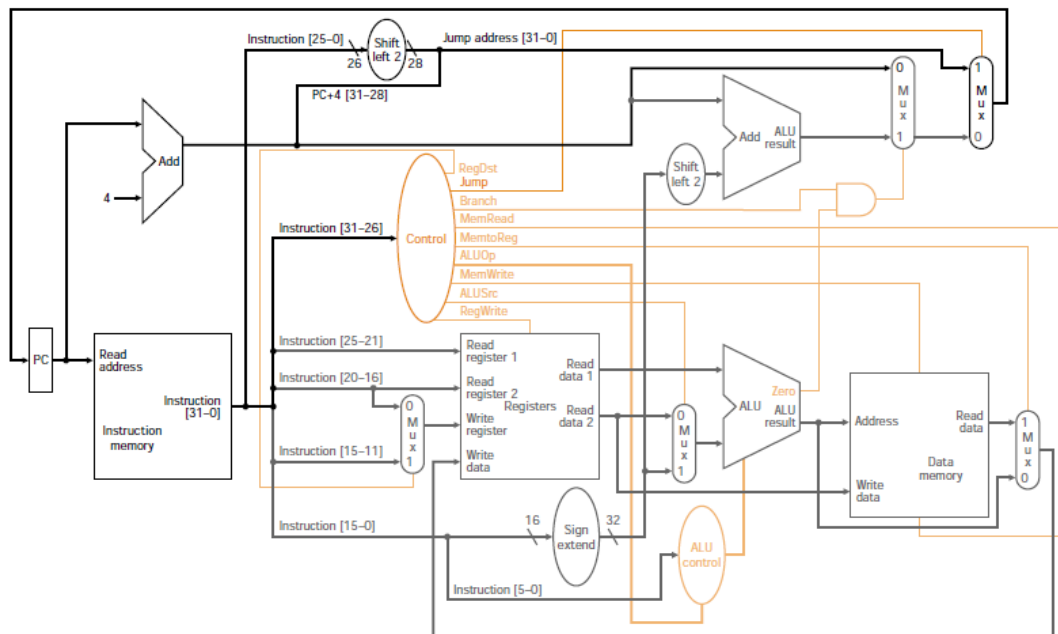 Instruction [25–0]
26
Shift
left 2
28
Jump address [31–0]
PC+4 [31–28]
Add
4
0
M
u
x
1
1
M
u
x
0
Add
ALU
result
Shift
left 2
RegDst
Jump
Branch
MemRead
MemtoReg
ALUOp
MemWrite
ALUSrc
RegWrite
Control
Instruction [31–26]
PC
Read
address
Instruction
[31–0]
Instruction
memory
Instruction [25–21]
Instruction [20–16]
Instruction [15–11]
0
M
u
x
1
Read
register 1
Read
register 2
Write
register
Write
data
Registers
Read
data 1
Read
data 2
0
M
u
x
1
Zero
ALU
ALU
result
Address
Write
data
Read
data
Data
memory
1
M
u
x
0
Instruction [15–0]
16
Sign
extend
32
Instruction [5–0]
ALU
control